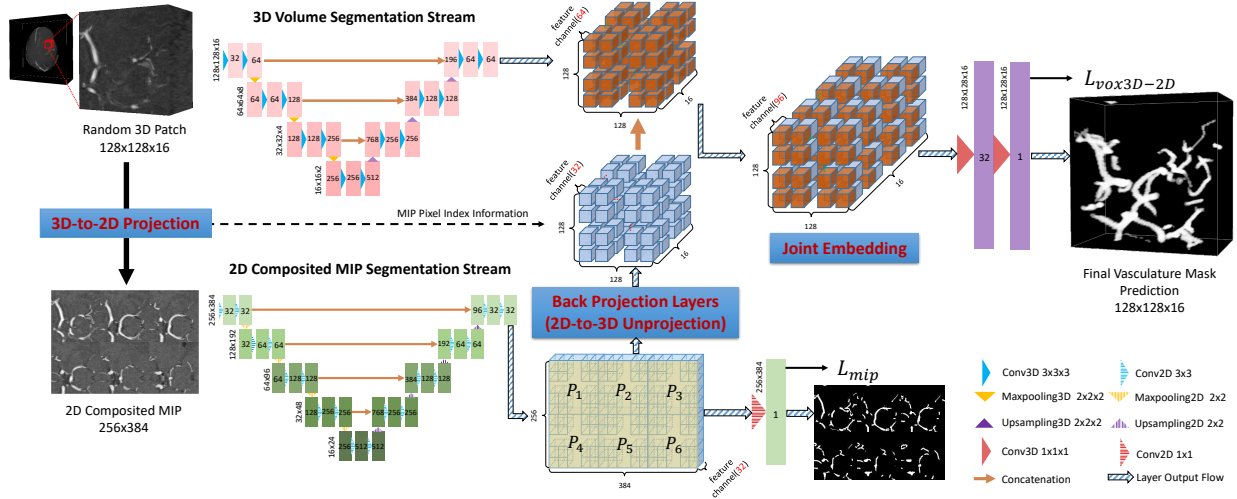 3D Volume Segmentation Stream
128x128x16
32
64
196
64
64
64x64x8
64
64
128
384
128
128
32x32x4
128
128
256
768
256
256
16x16x2
256
256
512
Random 3D Patch
128x128x16
3D-to-2D Projection
MIP Pixel Index Information
2D Composited MIP
256x384
2D Composited MIP Segmentation Stream
256x384
32
32
96
32
32
128x192
32
64
64
192
64
64
64x96
64
128
128
384
128
128
32x48
128
256
256
768
256
256
16x24
256
512
512
feature
channel(64)
128
128
16
feature
channel(32)
128
128
16
Back Projection Layers
(2D-to-3D Unprojection)
256
P1
P2
P3
P4
P5
P6
384
feature
channel(32)
256x384
1
Lmip
feature
channel(96)
128
128
16
Joint Embedding
128x128x16
128x128x16
32
1
Lvox3D−2D
Final Vasculature Mask
Prediction
128x128x16
Conv3D 3x3x3
Conv2D 3x3
Maxpooling3D 2x2x2
Maxpooling2D 2x2
Upsampling3D 2x2x2
Upsampling2D 2x2
Conv3D 1x1x1
Conv2D 1x1
Concatenation
Layer Output Flow